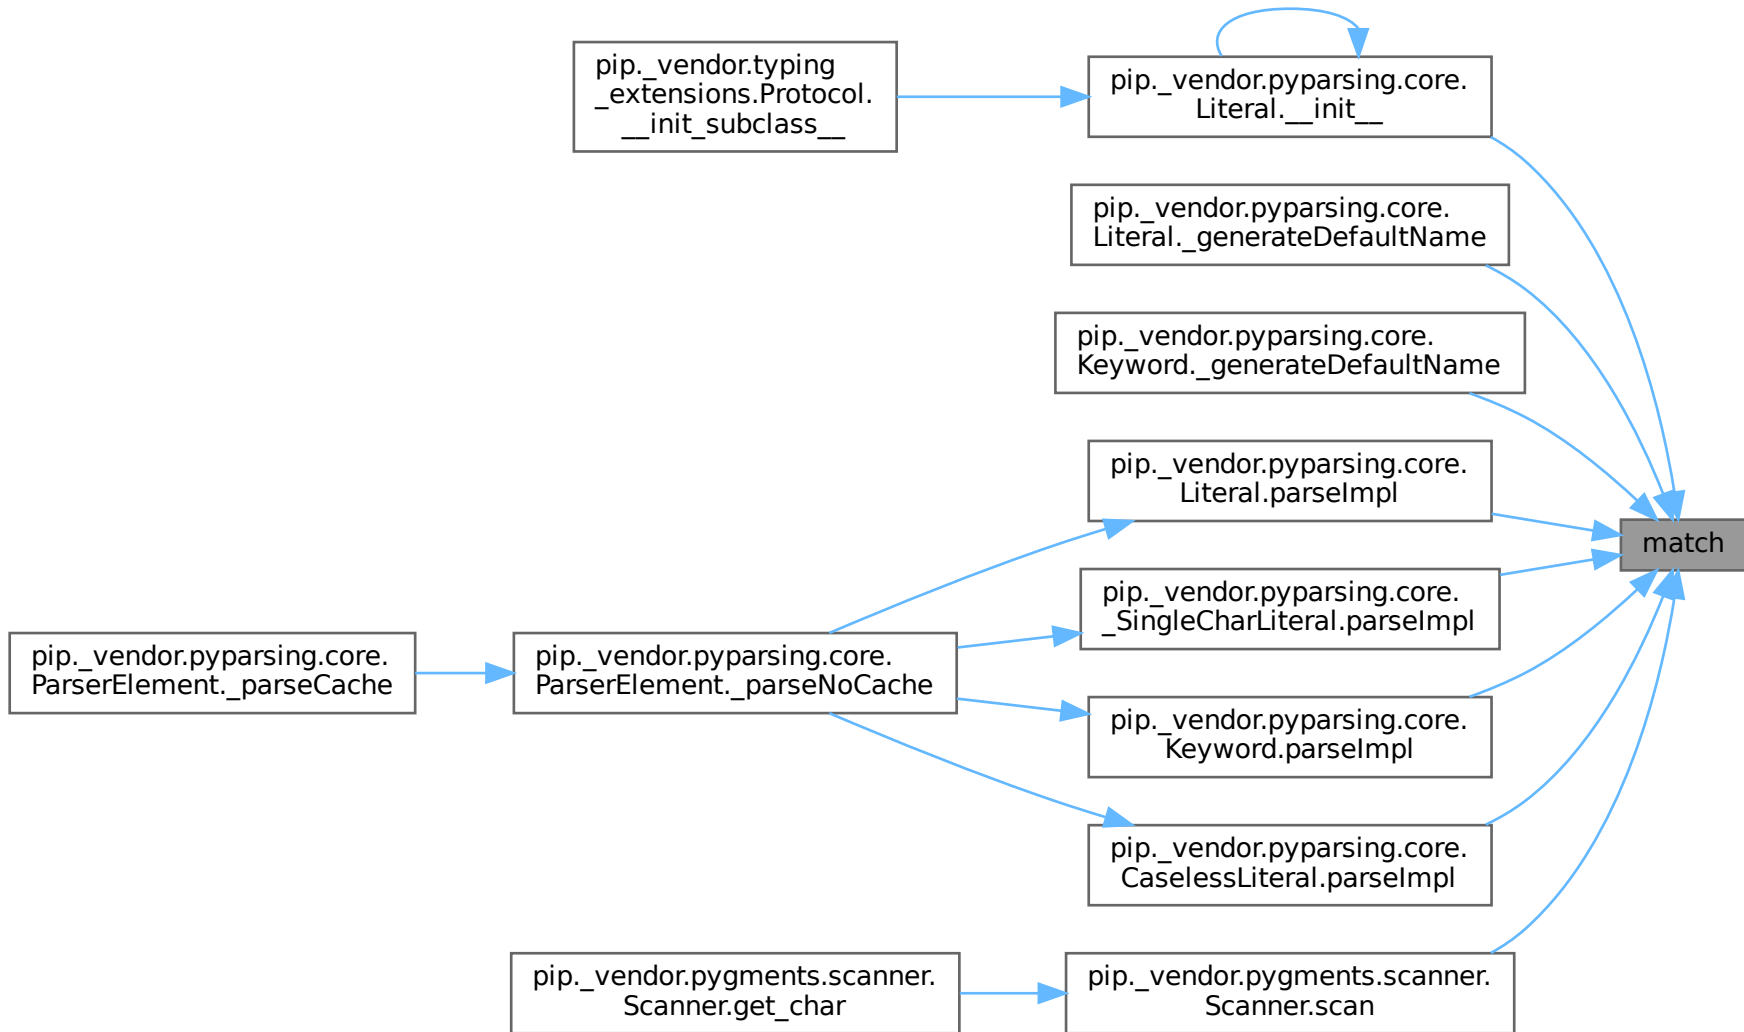 pip._vendor.typing
_extensions.Protocol.
__init_subclass__
pip._vendor.pyparsing.core.
Literal.__init__
pip._vendor.pyparsing.core.
Literal._generateDefaultName
pip._vendor.pyparsing.core.
Keyword._generateDefaultName
pip._vendor.pyparsing.core.
Literal.parseImpl
match
pip._vendor.pyparsing.core.
_SingleCharLiteral.parseImpl
pip._vendor.pyparsing.core.
ParserElement._parseCache
pip._vendor.pyparsing.core.
ParserElement._parseNoCache
pip._vendor.pyparsing.core.
Keyword.parseImpl
pip._vendor.pyparsing.core.
CaselessLiteral.parseImpl
pip._vendor.pygments.scanner.
Scanner.get_char
pip._vendor.pygments.scanner.
Scanner.scan